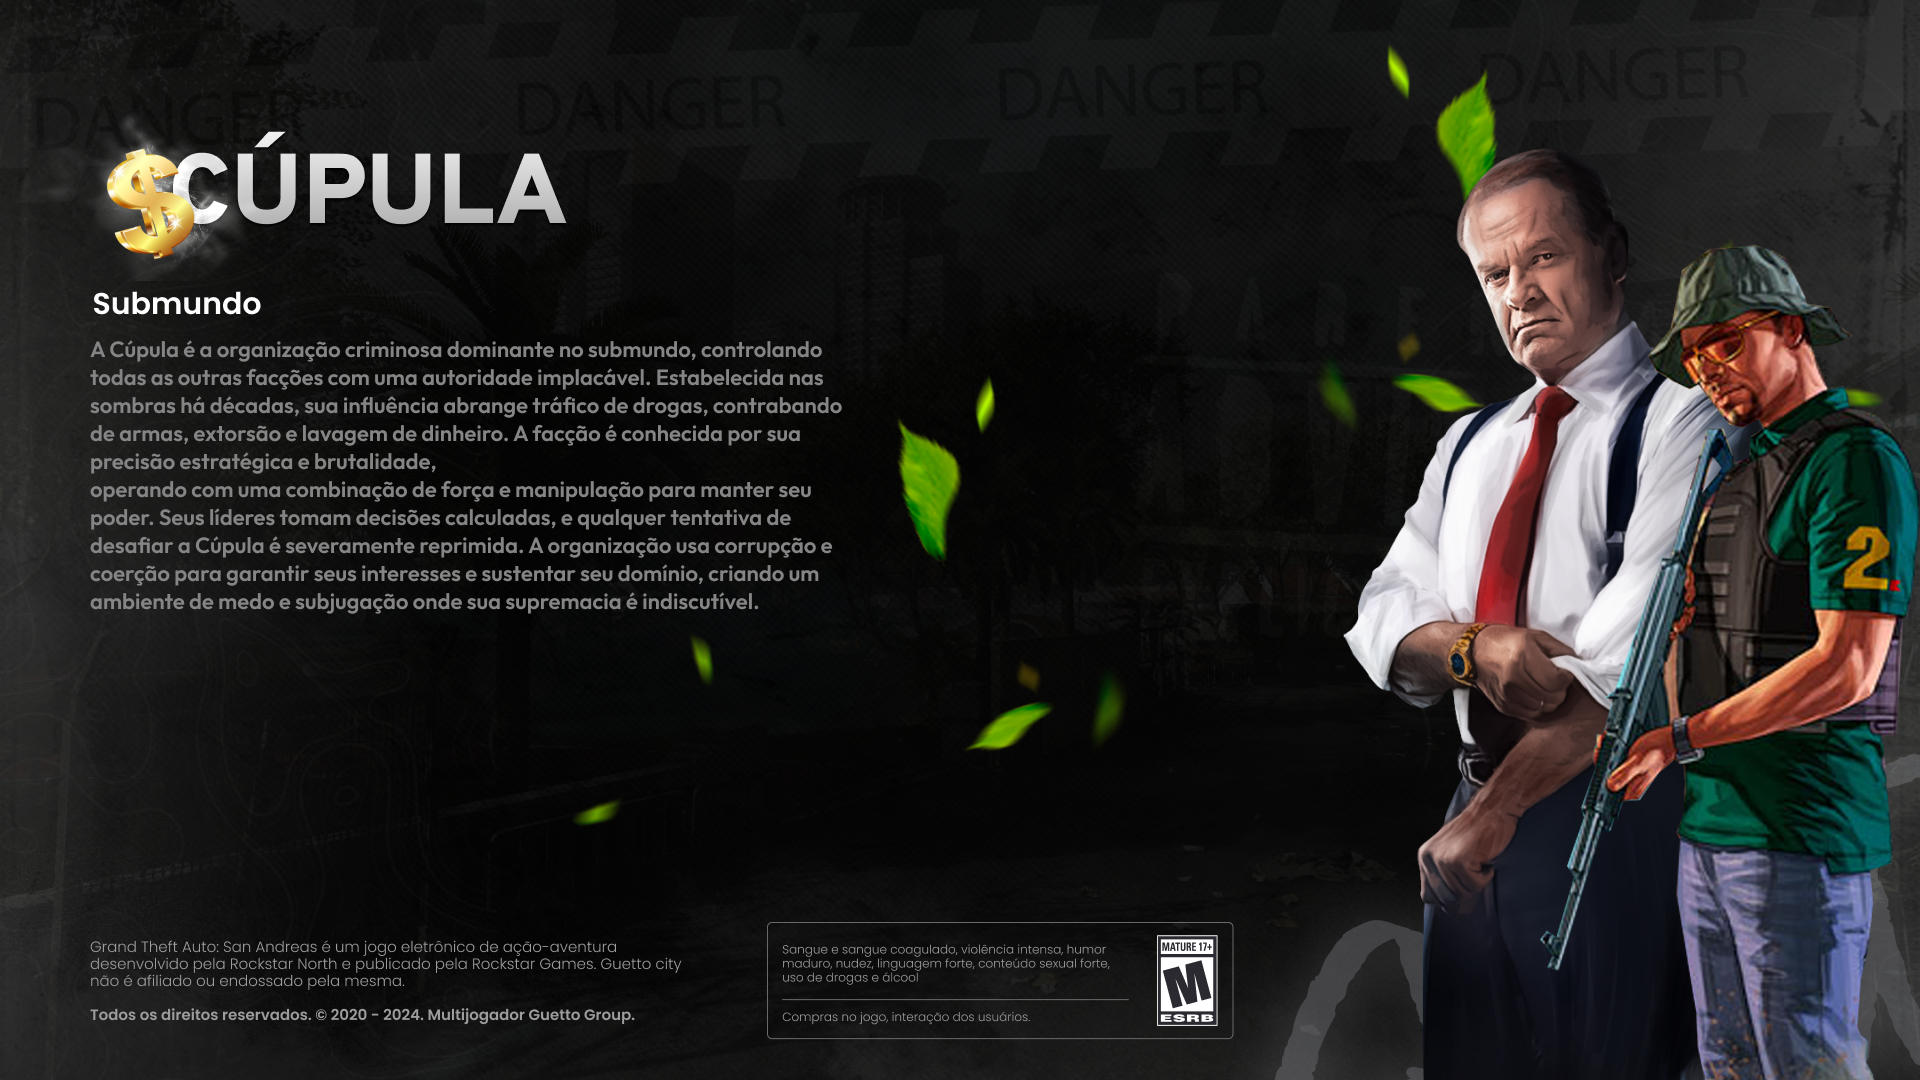 DANGER DANGER DANGER DANGER
$CÚPULA
Submundo
A Cúpula é a organização criminosa dominante no submundo, controlando
todas as outras facções com uma autoridade implacável. Estabelecida nas
sombras há décadas, sua influência abrange tráfico de drogas, contrabando
de armas, extorsão e lavagem de dinheiro. A facção é conhecida por sua
precisão estratégica e brutalidade,
operando com uma combinação de força e manipulação para manter seu
poder. Seus líderes tomam decisões calculadas, e qualquer tentativa de
desafiar a Cúpula é severamente reprimida. A organização usa corrupção e
coerção para garantir seus interesses e sustentar seu domínio, criando um
ambiente de medo e subjugação onde sua supremacia é indiscutível.
2
Grand Theft Auto: San Andreas é um jogo eletrônico de ação-aventura
desenvolvido pela Rockstar North e publicado pela Rockstar Games. Guetto city
não é afiliado ou endossado pela mesma.
Todos os direitos reservados. © 2020 - 2024. Multijogador Guetto Group.
Sangue e sangue coagulado, violência intensa, humor
maduro, nudez, linguagem forte, conteúdo sexual forte,
uso de drogas e álcool
Compras no jogo, interação dos usuários.
MATURE 17+
M
ESRB